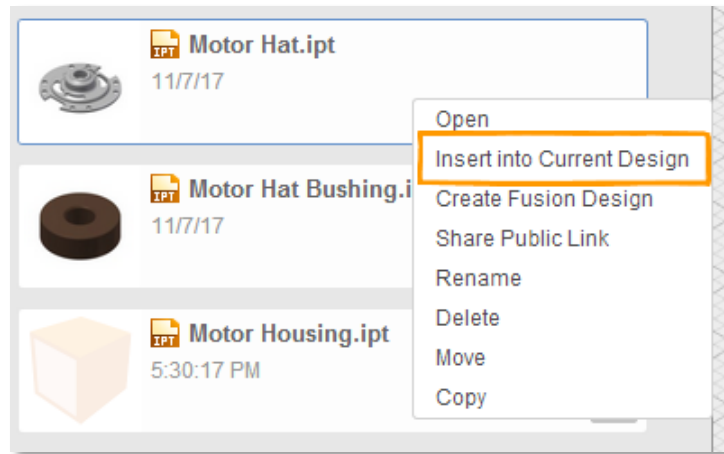 IPT Motor Hat.ipt
11/7/17
IPT Motor Hat Bushing.i
11/7/17
IPT Motor Housing.ipt
5:30:17 PM
Open
Insert into Current Design
Create Fusion Design
Share Public Link
Rename
Delete
Move
Copy